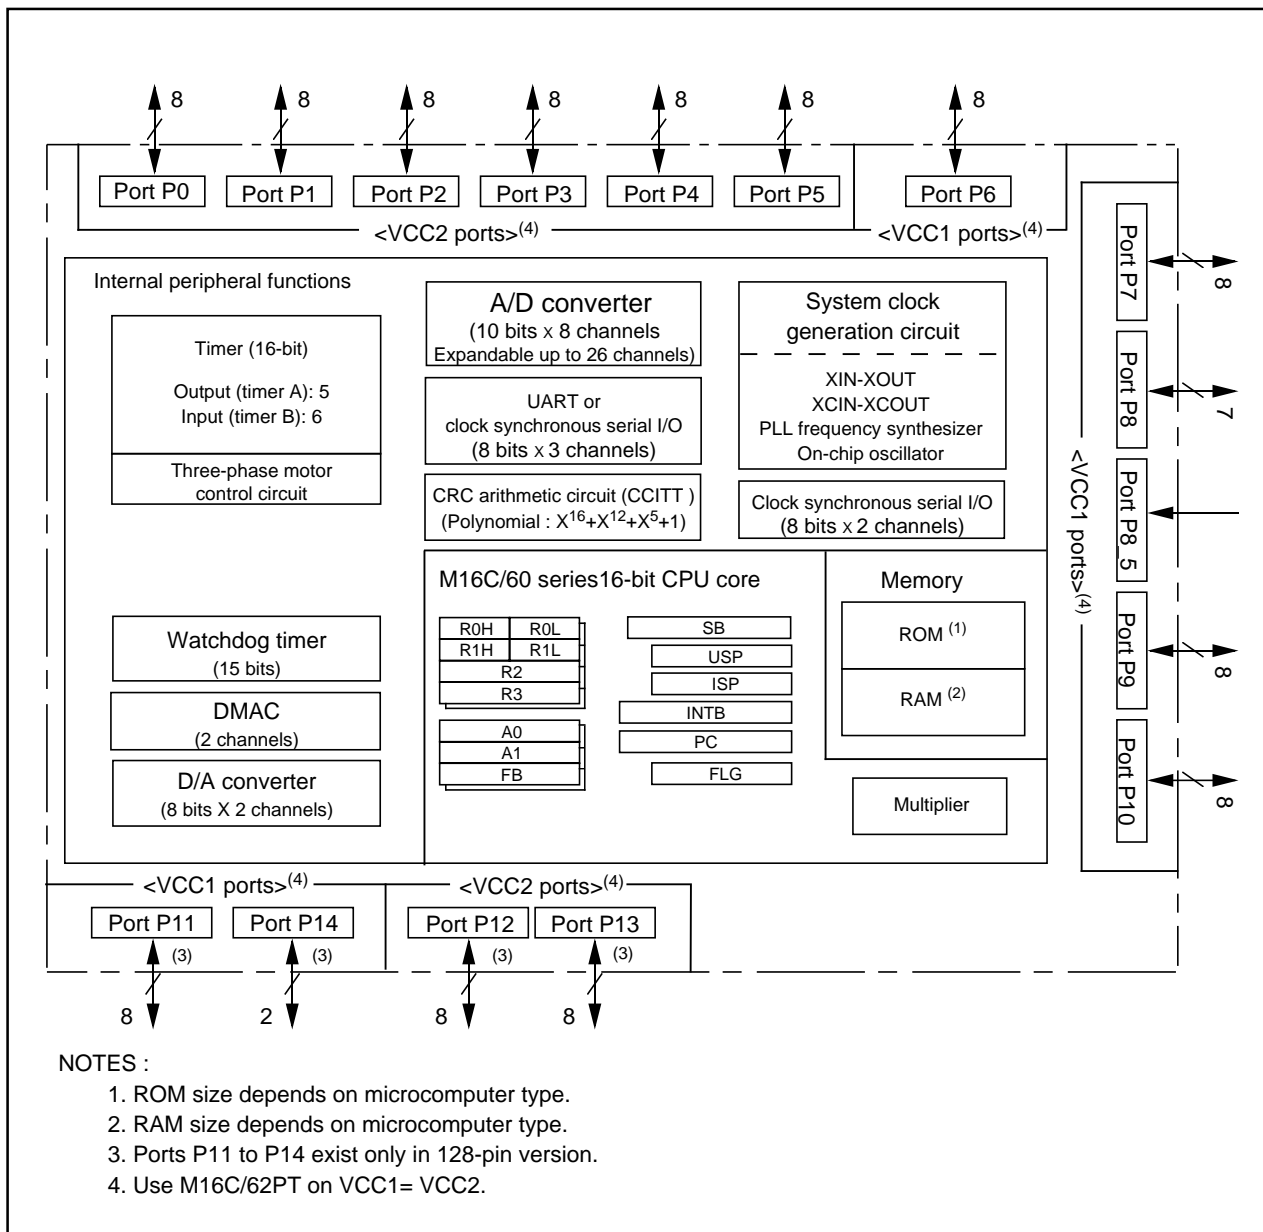 8 8 8 8 8 8 8
Port P0 Port P1 Port P2 Port P3 Port P4 Port P5 Port P6
<VCC2 ports>(4) <VCC1 ports>(4)
Internal peripheral functions
Timer (16-bit)
Output (timer A): 5
Input (timer B): 6
Three-phase motor
control circuit
A/D converter
(10 bits x 8 channels
Expandable up to 26 channels)
UART or
clock synchronous serial I/O
(8 bits x 3 channels)
CRC arithmetic circuit (CCITT )
(Polynomial : X16+X12+X5+1)
System clock
generation circuit
XIN-XOUT
XCIN-XCOUT
PLL frequency synthesizer
On-chip oscillator
Clock synchronous serial I/O
(8 bits x 2 channels)
Watchdog timer
(15 bits)
DMAC
(2 channels)
D/A converter
(8 bits X 2 channels)
M16C/60 series16-bit CPU core
R0H R0L
R1H R1L
R2
R3
A0
A1
FB
SB
USP
ISP
INTB
PC
FLG
Memory
ROM (1)
RAM (2)
Multiplier
<VCC1 ports>(4)
Port P7
8
Port P8
7
Port P8_5
Port P9
8
Port P10
8
<VCC1 ports>(4) <VCC2 ports>(4)
Port P11 Port P14 Port P12 Port P13
(3) (3) (3) (3)
8 2 8 8
NOTES :
1. ROM size depends on microcomputer type.
2. RAM size depends on microcomputer type.
3. Ports P11 to P14 exist only in 128-pin version.
4. Use M16C/62PT on VCC1= VCC2.